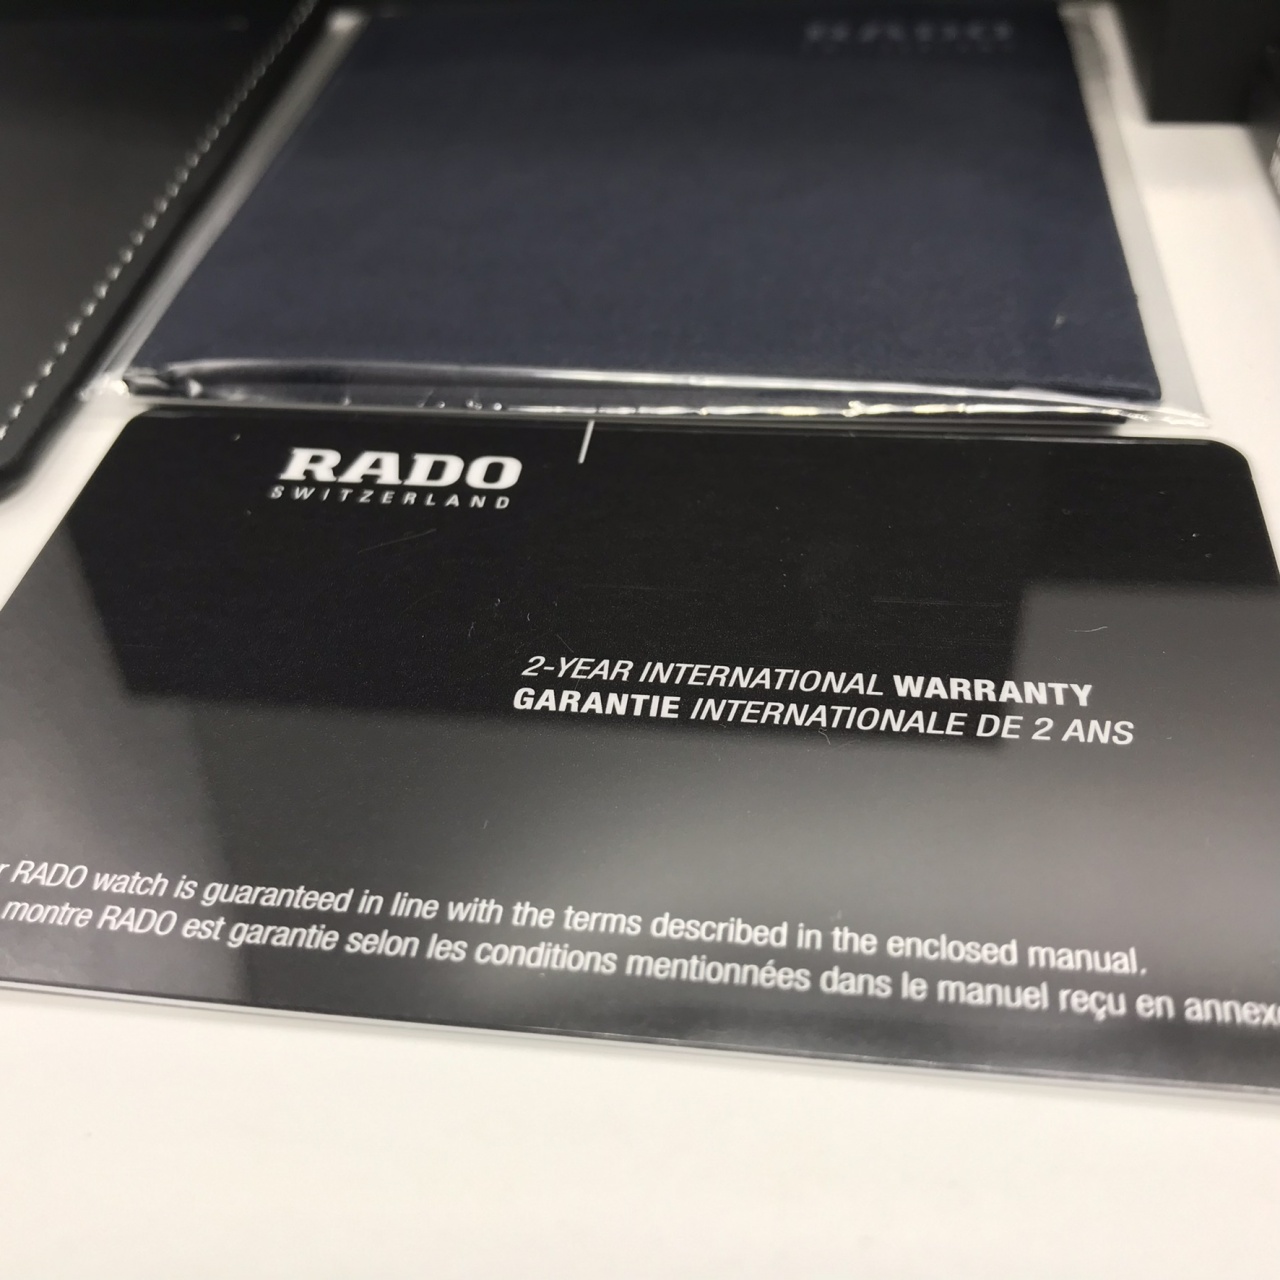 RADO
RADO
SWITZERLAND
2-YEAR INTERNATIONAL WARRANTY
GARANTIE INTERNATIONALE DE 2 ANS
RADO watch is guaranteed in line with the terms described in the enclosed manual.
montre RADO est garantie selon les conditions mentionnées dans le manuel reçu en